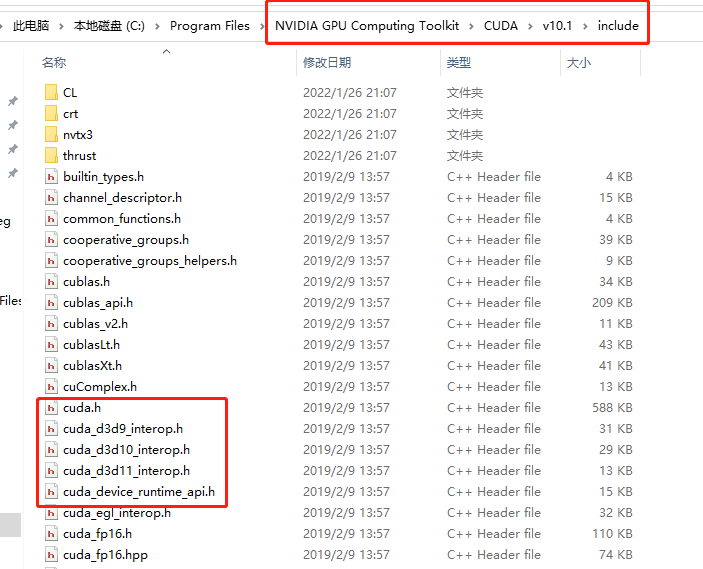 此电脑 › 本地磁盘 (C:) › Program Files › NVIDIA GPU Computing Toolkit › CUDA › v10.1 › include
名称 修改日期 类型 大小
CL 2022/1/26 21:07 文件夹
crt 2022/1/26 21:07 文件夹
nvtx3 2022/1/26 21:07 文件夹
thrust 2022/1/26 21:07 文件夹
builtin_types.h 2019/2/9 13:57 C++ Header file 4 KB
channel_descriptor.h 2019/2/9 13:57 C++ Header file 15 KB
common_functions.h 2019/2/9 13:57 C++ Header file 4 KB
eg
cooperative_groups.h 2019/2/9 13:57 C++ Header file 39 KB
cooperative_groups_helpers.h 2019/2/9 13:57 C++ Header file 9 KB
cublas.h 2019/2/9 13:57 C++ Header file 34 KB
Files
cublas_api.h 2019/2/9 13:57 C++ Header file 209 KB
cublas_v2.h 2019/2/9 13:57 C++ Header file 11 KB
cublasLt.h 2019/2/9 13:57 C++ Header file 43 KB
cublasXt.h 2019/2/9 13:57 C++ Header file 41 KB
cuComplex.h 2019/2/9 13:57 C++ Header file 13 KB
cuda.h 2019/2/9 13:57 C++ Header file 588 KB
cuda_d3d9_interop.h 2019/2/9 13:57 C++ Header file 31 KB
cuda_d3d10_interop.h 2019/2/9 13:57 C++ Header file 29 KB
cuda_d3d11_interop.h 2019/2/9 13:57 C++ Header file 13 KB
cuda_device_runtime_api.h 2019/2/9 13:57 C++ Header file 15 KB
cuda_egl_interop.h 2019/2/9 13:57 C++ Header file 32 KB
cuda_fp16.h 2019/2/9 13:57 C++ Header file 110 KB
cuda_fp16.hpp 2019/2/9 13:57 C++ Header file 74 KB